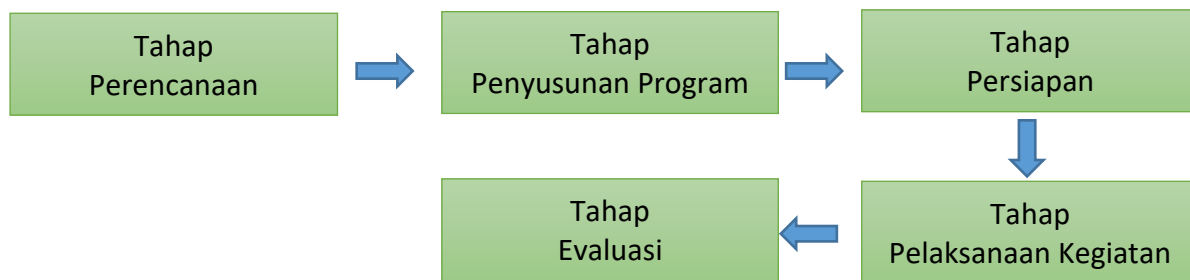 Tahap
Perencanaan
Tahap
Penyusunan Program
Tahap
Persiapan
Tahap
Pelaksanaan Kegiatan
Tahap
Evaluasi